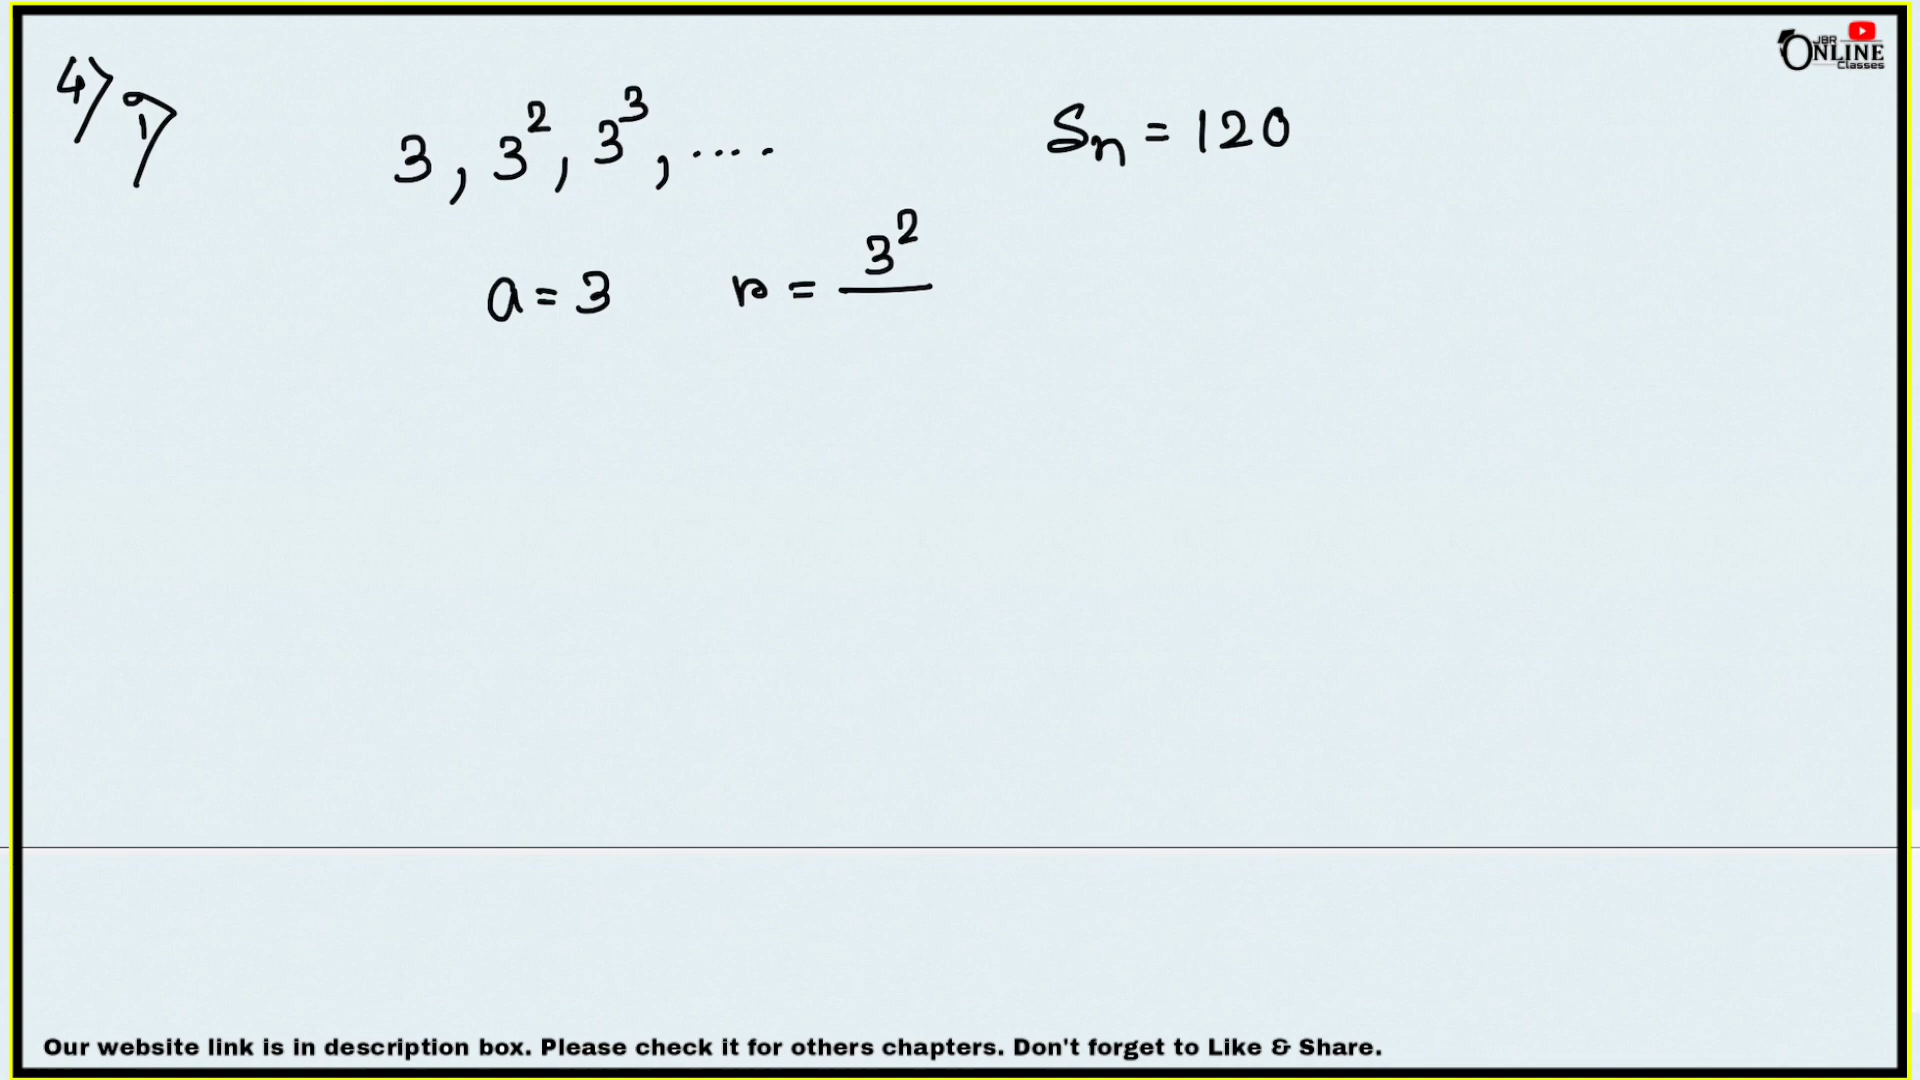 JBR
ONLINE
Classes
4) i)
3, 3², 3³, ....
Sn = 120
a = 3
r = 3²/
Our website link is in description box. Please check it for others chapters. Don't forget to Like & Share.